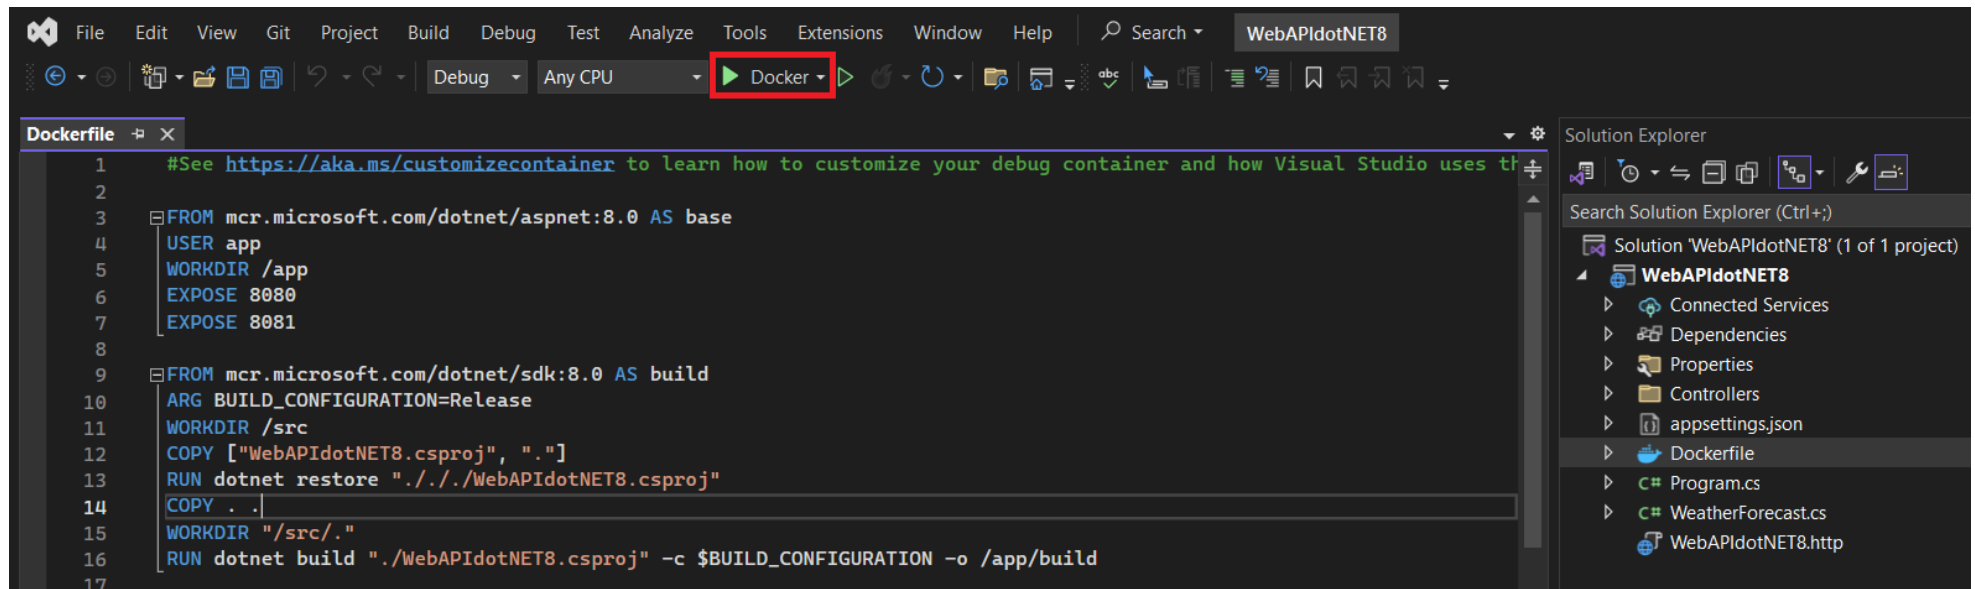 File Edit View Git Project Build Debug Test Analyze Tools Extensions Window Help Search WebAPIdotNET8
Debug Any CPU Docker
Dockerfile
1 #See https://aka.ms/customizecontainer to learn how to customize your debug container and how Visual Studio uses th
2
3 FROM mcr.microsoft.com/dotnet/aspnet:8.0 AS base
4 USER app
5 WORKDIR /app
6 EXPOSE 8080
7 EXPOSE 8081
8
9 FROM mcr.microsoft.com/dotnet/sdk:8.0 AS build
10 ARG BUILD_CONFIGURATION=Release
11 WORKDIR /src
12 COPY ["WebAPIdotNET8.csproj", "."]
13 RUN dotnet restore "./././WebAPIdotNET8.csproj"
14 COPY . .
15 WORKDIR "/src/."
16 RUN dotnet build "./WebAPIdotNET8.csproj" -c $BUILD_CONFIGURATION -o /app/build
17
Solution Explorer
Search Solution Explorer (Ctrl+;)
Solution 'WebAPIdotNET8' (1 of 1 project)
WebAPIdotNET8
Connected Services
Dependencies
Properties
Controllers
appsettings.json
Dockerfile
C# Program.cs
C# WeatherForecast.cs
WebAPIdotNET8.http